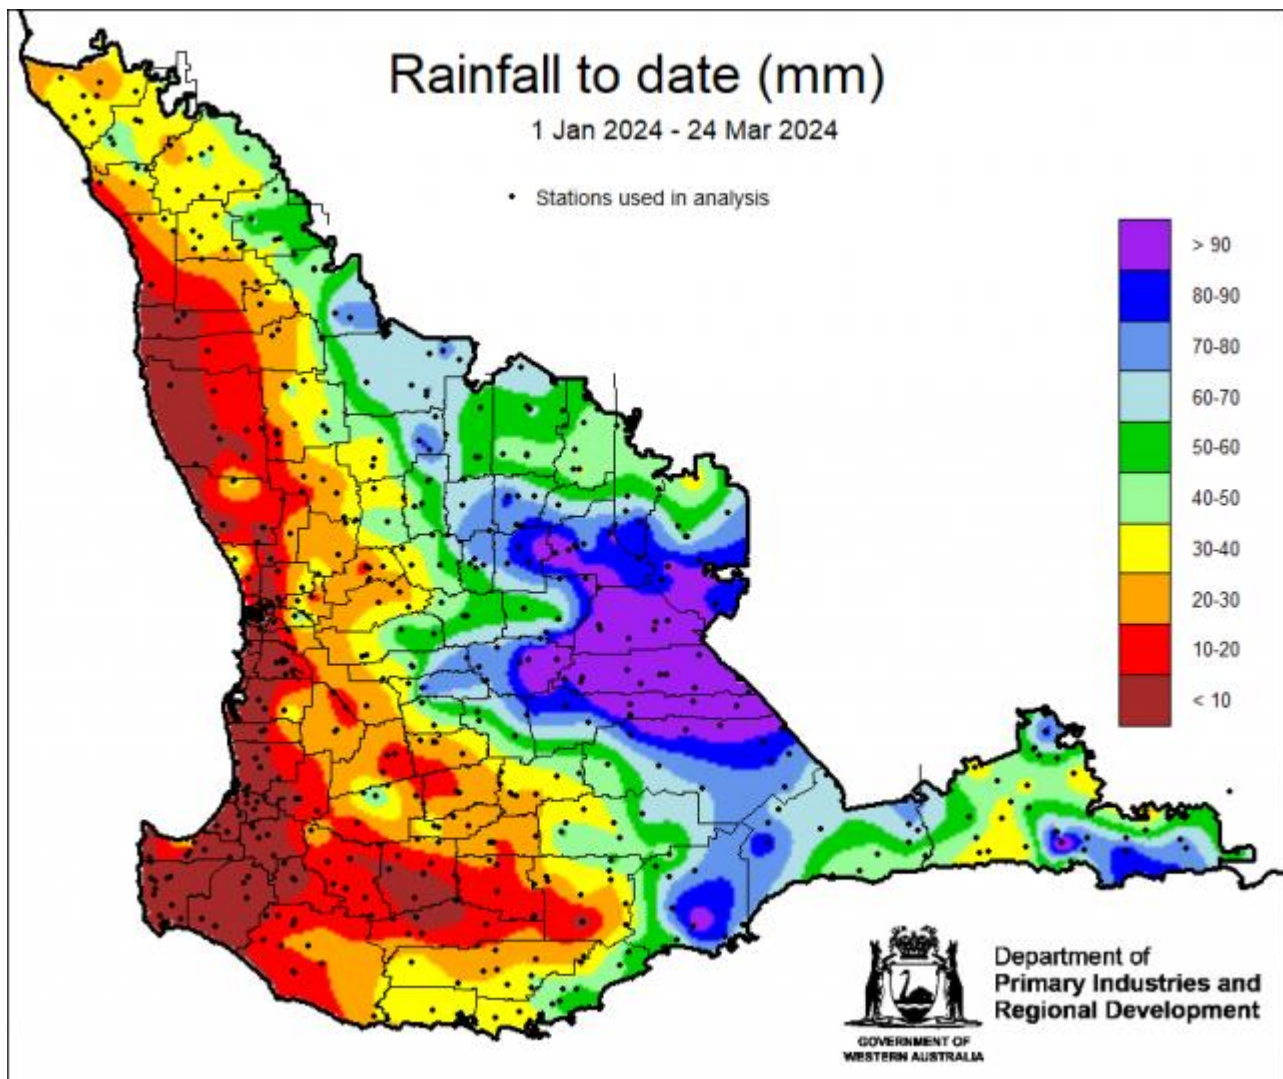 Rainfall to date (mm)
1 Jan 2024 - 24 Mar 2024
Stations used in analysis
> 90
80-90
70-80
60-70
50-60
40-50
30-40
20-30
10-20
< 10
Department of
Primary Industries and
Regional Development
GOVERNMENT OF
WESTERN AUSTRALIA